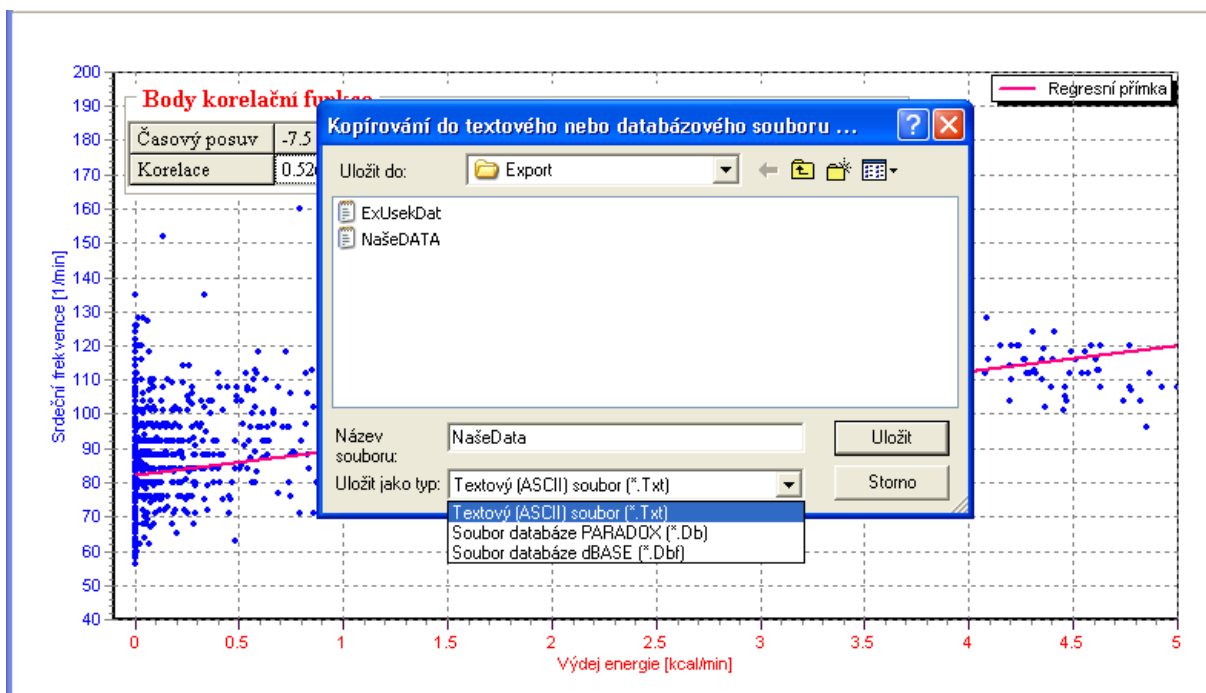 200
190
180
170
160
150
140
130
120
110
100
90
80
70
60
50
40
Srdeční frekvence [1/min]
Body korelační funkce
Časový posuv -7.5
Korelace 0.526
Regresní přímka
Kopírování do textového nebo databázového souboru ...
Uložit do: Export
ExUsekDat
NašeDATA
Název souboru: NašeData
Uložit
Uložit jako typ: Textový (ASCII) soubor (*.Txt)
Storno
Textový (ASCII) soubor (*.Txt)
Soubor databáze PARADOX (*.Db)
Soubor databáze dBASE (*.Dbf)
0 0.5 1 1.5 2 2.5 3 3.5 4 4.5 5
Výdej energie [kcal/min]